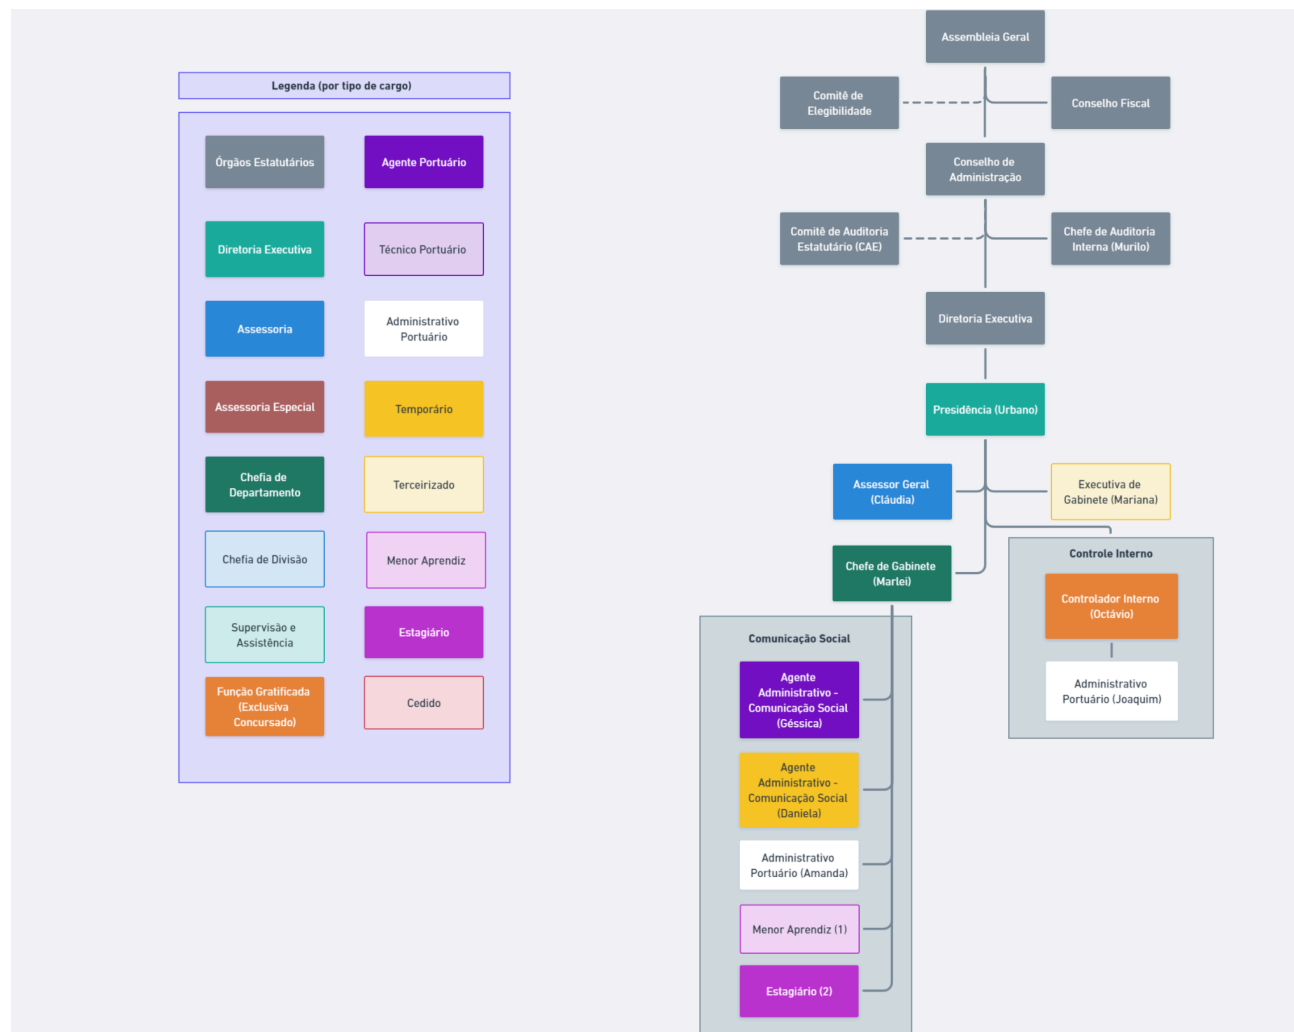 Legenda (por tipo de cargo)
Órgãos Estatutários
Agente Portuário
Diretoria Executiva
Técnico Portuário
Assessoria
Administrativo
Portuário
Assessoria Especial
Temporário
Chefia de
Departamento
Terceirizado
Chefia de Divisão
Menor Aprendiz
Supervisão e
Assistência
Estagiário
Função Gratificada
(Exclusiva
Concursado)
Cedido
Assembleia Geral
Comitê de
Elegibilidade
Conselho Fiscal
Conselho de
Administração
Comitê de Auditoria
Estatutário (CAE)
Chefe de Auditoria
Interna (Murilo)
Diretoria Executiva
Presidência (Urbano)
Assessor Geral
(Cláudia)
Executiva de
Gabinete (Mariana)
Chefe de Gabinete
(Marlei)
Controle Interno
Controlador Interno
(Octávio)
Administrativo
Portuário (Joaquim)
Comunicação Social
Agente
Administrativo -
Comunicação Social
(Géssica)
Agente
Administrativo -
Comunicação Social
(Daniela)
Administrativo
Portuário (Amanda)
Menor Aprendiz (1)
Estagiário (2)